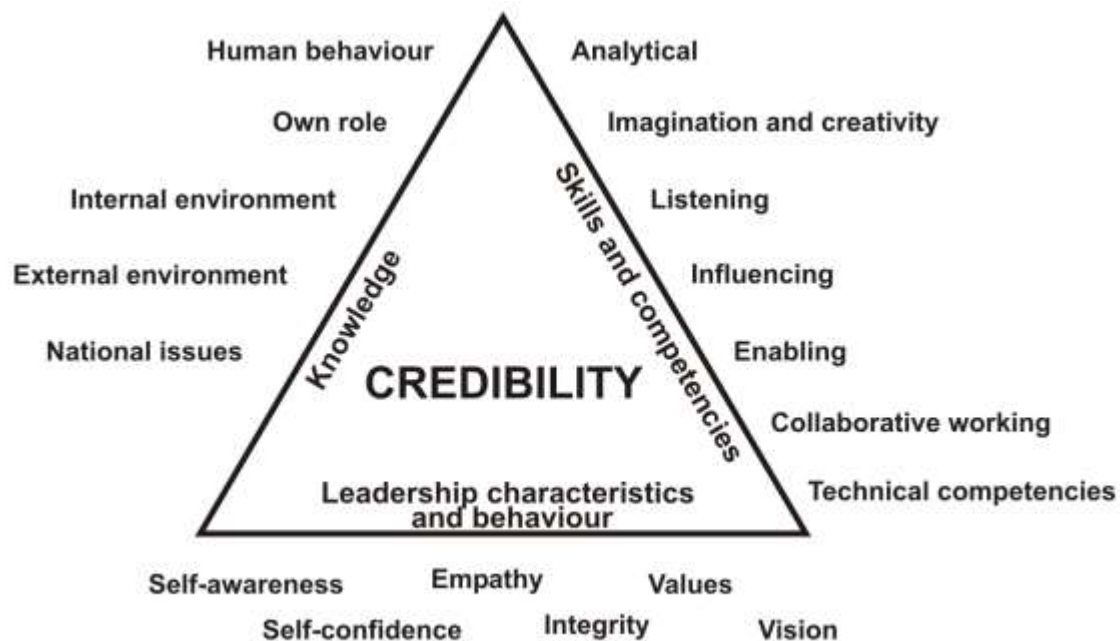 Human behaviour
Analytical
Own role
Imagination and creativity
Internal environment
Listening
External environment
Influencing
National issues
Enabling
Knowledge
Skills and competencies
CREDIBILITY
Collaborative working
Leadership characteristics
and behaviour
Technical competencies
Self-awareness
Empathy
Values
Self-confidence
Integrity
Vision